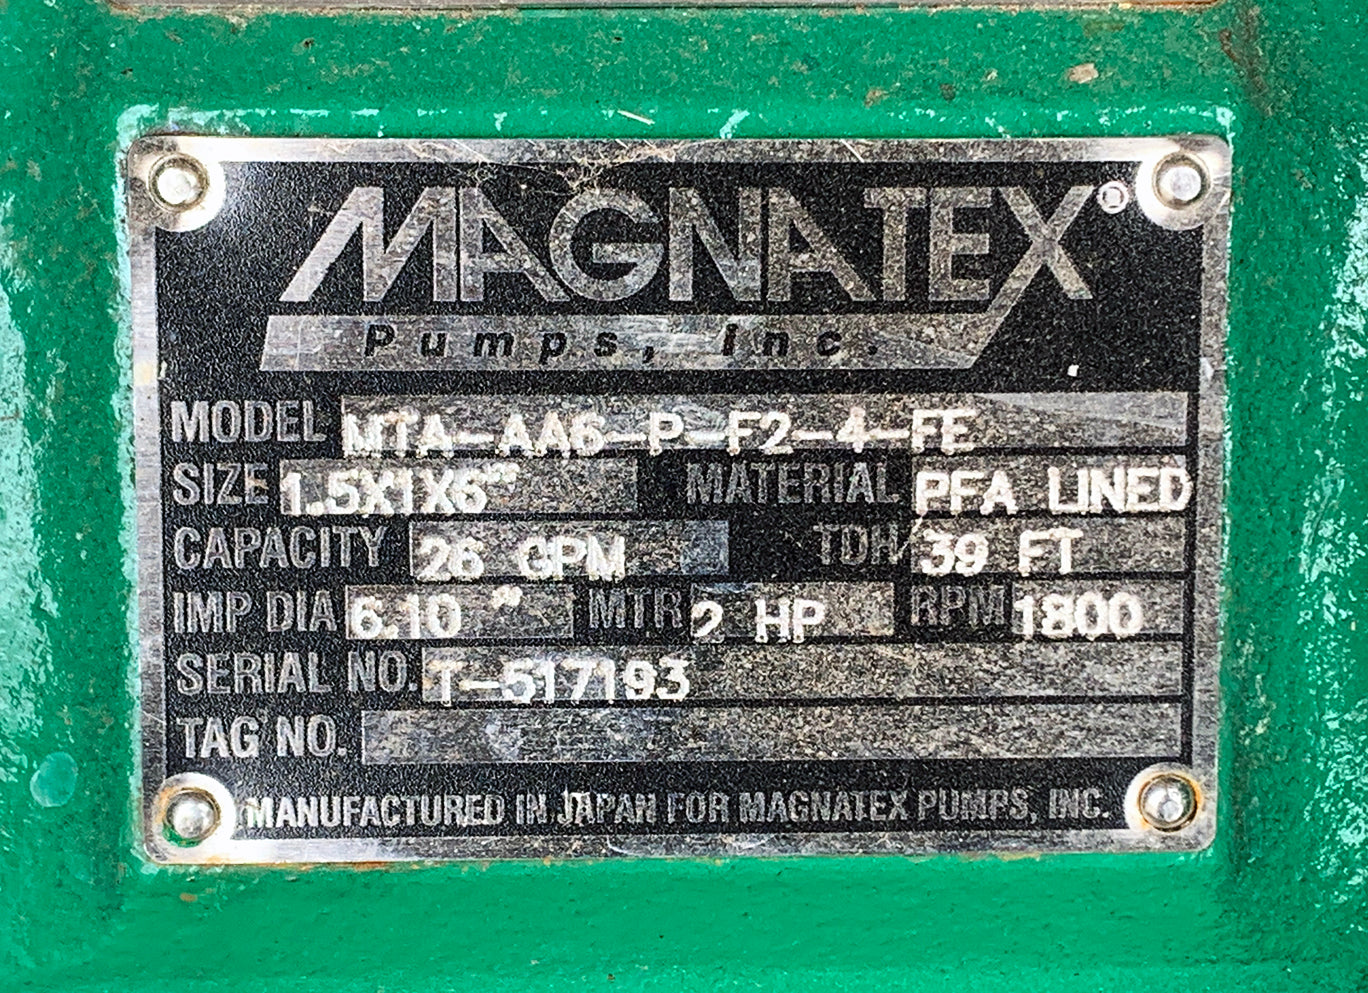 MAGNATEX®
Pumps, Inc.
MODEL MTA-AA6-P-F2-4-FE
SIZE 1.5X1X6" MATERIAL PFA LINED
CAPACITY 26 GPM TDH 39 FT
IMP DIA 6.10 " MTR 2 HP RPM 1800
SERIAL NO. T-517193
TAG NO.
MANUFACTURED IN JAPAN FOR MAGNATEX PUMPS, INC.